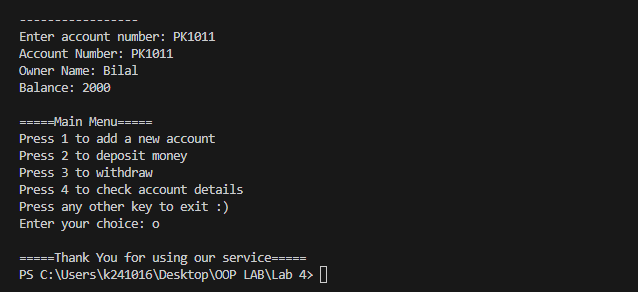 ------------------
Enter account number: PK1011
Account Number: PK1011
Owner Name: Bilal
Balance: 2000
=====Main Menu=====
Press 1 to add a new account
Press 2 to deposit money
Press 3 to withdraw
Press 4 to check account details
Press any other key to exit :)
Enter your choice: o
=====Thank You for using our service=====
PS C:\Users\k241016\Desktop\OOP LAB\Lab 4>